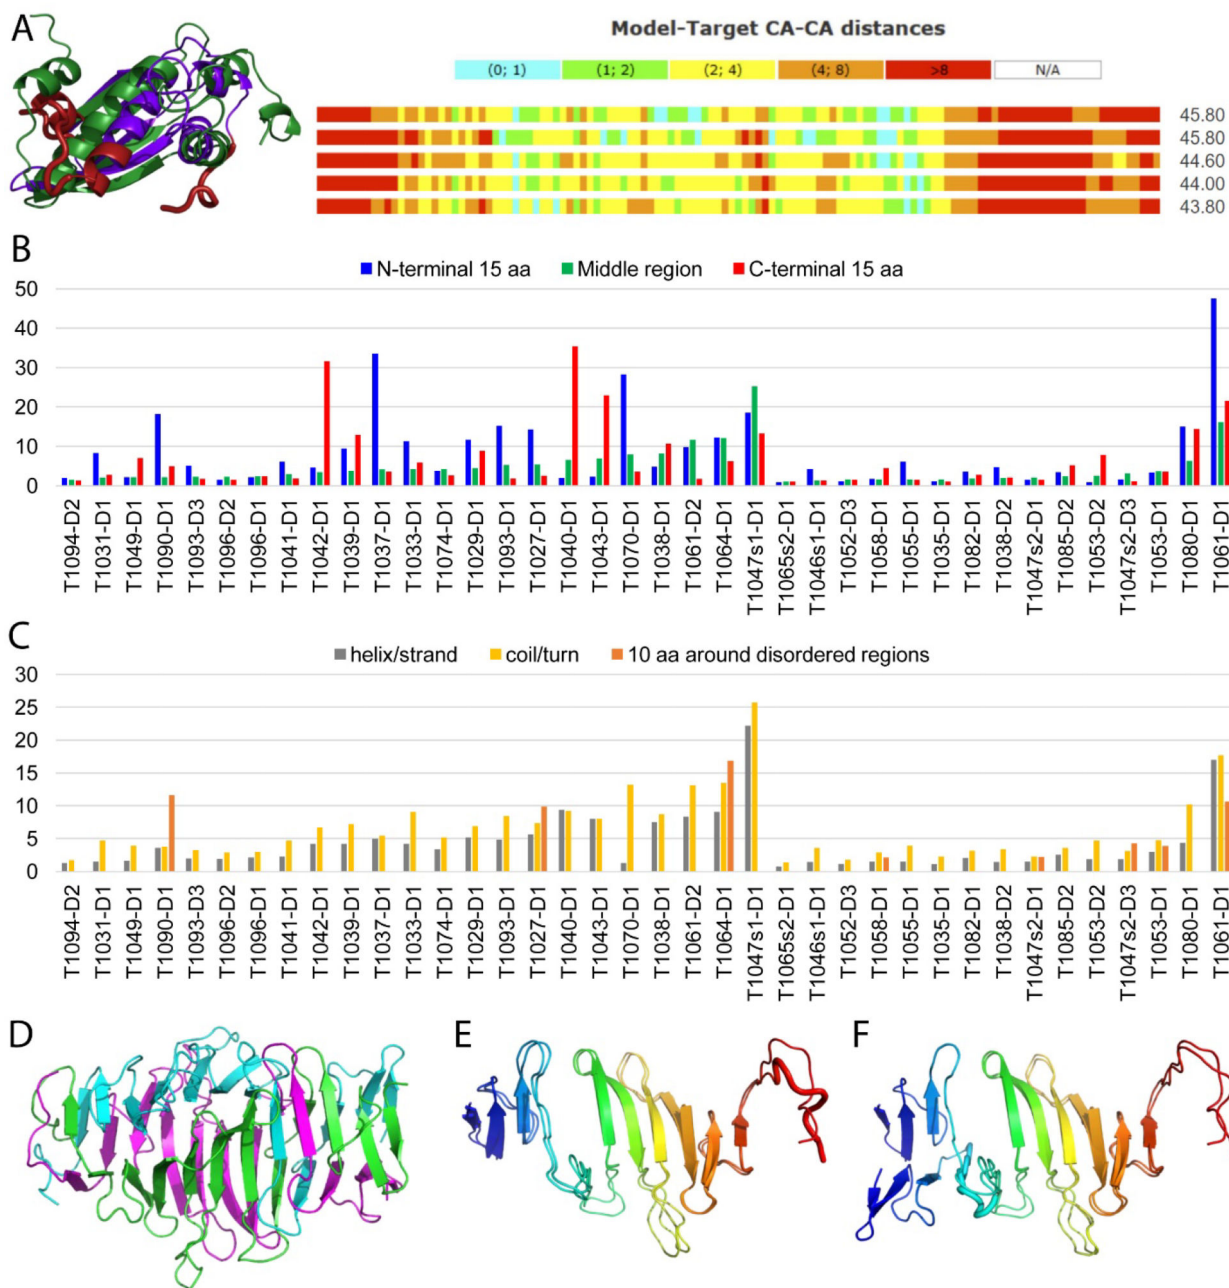 A
Model-Target CA-CA distances
(0; 1) (1; 2) (2; 4) (4; 8) >8 N/A
45.80
45.80
44.60
44.00
43.80
B
N-terminal 15 aa Middle region C-terminal 15 aa
50
40
30
20
10
0
T1094-D2
T1031-D1
T1049-D1
T1090-D1
T1093-D3
T1096-D2
T1096-D1
T1041-D1
T1042-D1
T1039-D1
T1037-D1
T1033-D1
T1074-D1
T1029-D1
T1093-D1
T1027-D1
T1040-D1
T1043-D1
T1070-D1
T1038-D1
T1061-D2
T1064-D1
T1047s1-D1
T1065s2-D1
T1046s1-D1
T1052-D3
T1058-D1
T1055-D1
T1035-D1
T1082-D1
T1038-D2
T1047s2-D1
T1085-D2
T1053-D2
T1047s2-D3
T1053-D1
T1080-D1
T1061-D1
C
helix/strand coil/turn 10 aa around disordered regions
30
25
20
15
10
5
0
T1094-D2
T1031-D1
T1049-D1
T1090-D1
T1093-D3
T1096-D2
T1096-D1
T1041-D1
T1042-D1
T1039-D1
T1037-D1
T1033-D1
T1074-D1
T1029-D1
T1093-D1
T1027-D1
T1040-D1
T1043-D1
T1070-D1
T1038-D1
T1061-D2
T1064-D1
T1047s1-D1
T1065s2-D1
T1046s1-D1
T1052-D3
T1058-D1
T1055-D1
T1035-D1
T1082-D1
T1038-D2
T1047s2-D1
T1085-D2
T1053-D2
T1047s2-D3
T1053-D1
T1080-D1
T1061-D1
D
E
F